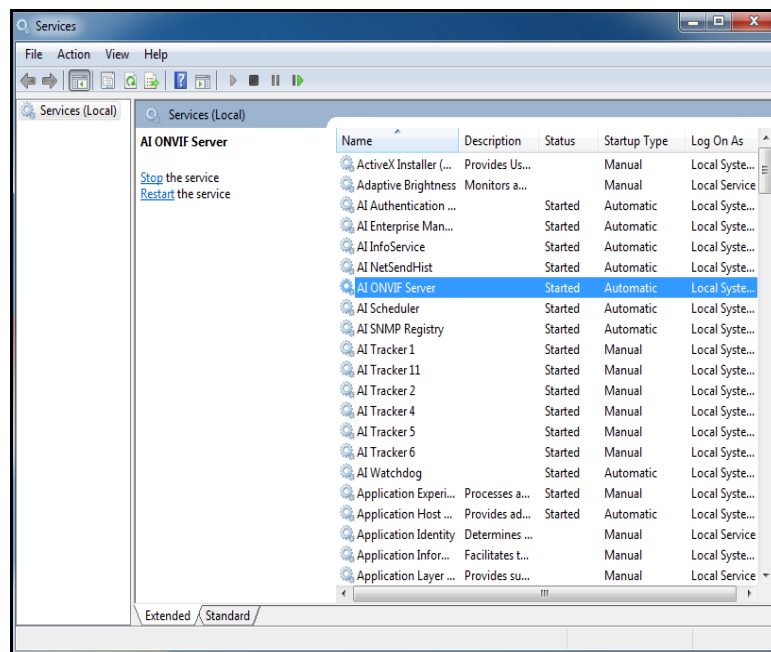 Services
File Action View Help
Services (Local)
Services (Local)
AI ONVIF Server
Stop the service
Restart the service
Name Description Status Startup Type Log On As
ActiveX Installer (... Provides Us... Manual Local Syste...
Adaptive Brightness Monitors a... Manual Local Service
AI Authentication ... Started Automatic Local Syste...
AI Enterprise Man... Started Automatic Local Syste...
AI InfoService Started Automatic Local Syste...
AI NetSendHist Started Automatic Local Syste...
AI ONVIF Server Started Automatic Local Syste...
AI Scheduler Started Automatic Local Syste...
AI SNMP Registry Started Automatic Local Syste...
AI Tracker 1 Started Manual Local Syste...
AI Tracker 11 Started Manual Local Syste...
AI Tracker 2 Started Manual Local Syste...
AI Tracker 4 Started Manual Local Syste...
AI Tracker 5 Started Manual Local Syste...
AI Tracker 6 Started Manual Local Syste...
AI Watchdog Started Automatic Local Syste...
Application Experi... Processes a... Started Manual Local Syste...
Application Host ... Provides ad... Started Automatic Local Syste...
Application Identity Determines ... Manual Local Service
Application Infor... Facilitates t... Manual Local Syste...
Application Layer ... Provides su... Manual Local Service
Extended Standard